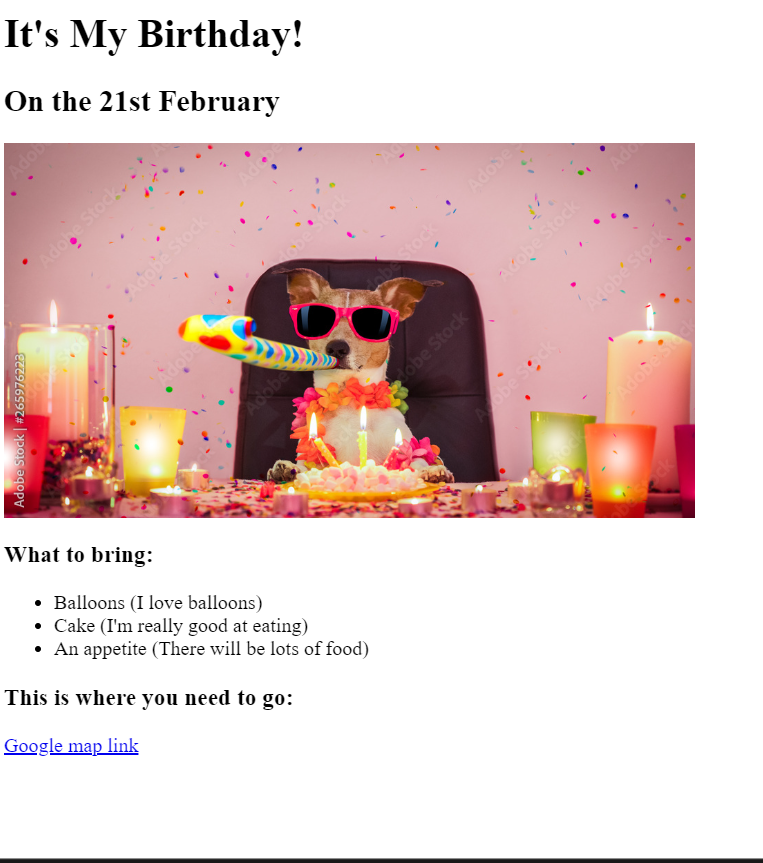 It's My Birthday!
On the 21st February
Adobe Stock | #265976223
What to bring:
Balloons (I love balloons)
Cake (I'm really good at eating)
An appetite (There will be lots of food)
This is where you need to go:
Google map link